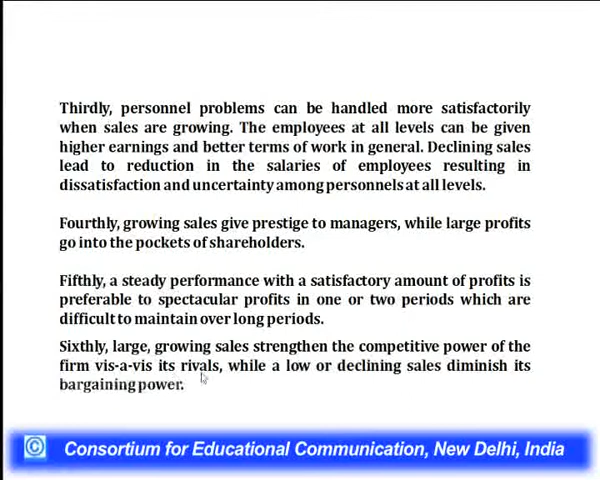 Thirdly, personnel problems can be handled more satisfactorily
when sales are growing. The employees at all levels can be given
higher earnings and better terms of work in general. Declining sales
lead to reduction in the salaries of employees resulting in
dissatisfaction and uncertainty among personnels at all levels.
Fourthly, growing sales give prestige to managers, while large profits
go into the pockets of shareholders.
Fifthly, a steady performance with a satisfactory amount of profits is
preferable to spectacular profits in one or two periods which are
difficult to maintain over long periods.
Sixthly, large, growing sales strengthen the competitive power of the
firm vis-a-vis its rivals, while a low or declining sales diminish its
bargaining power.
© Consortium for Educational Communication, New Delhi, India